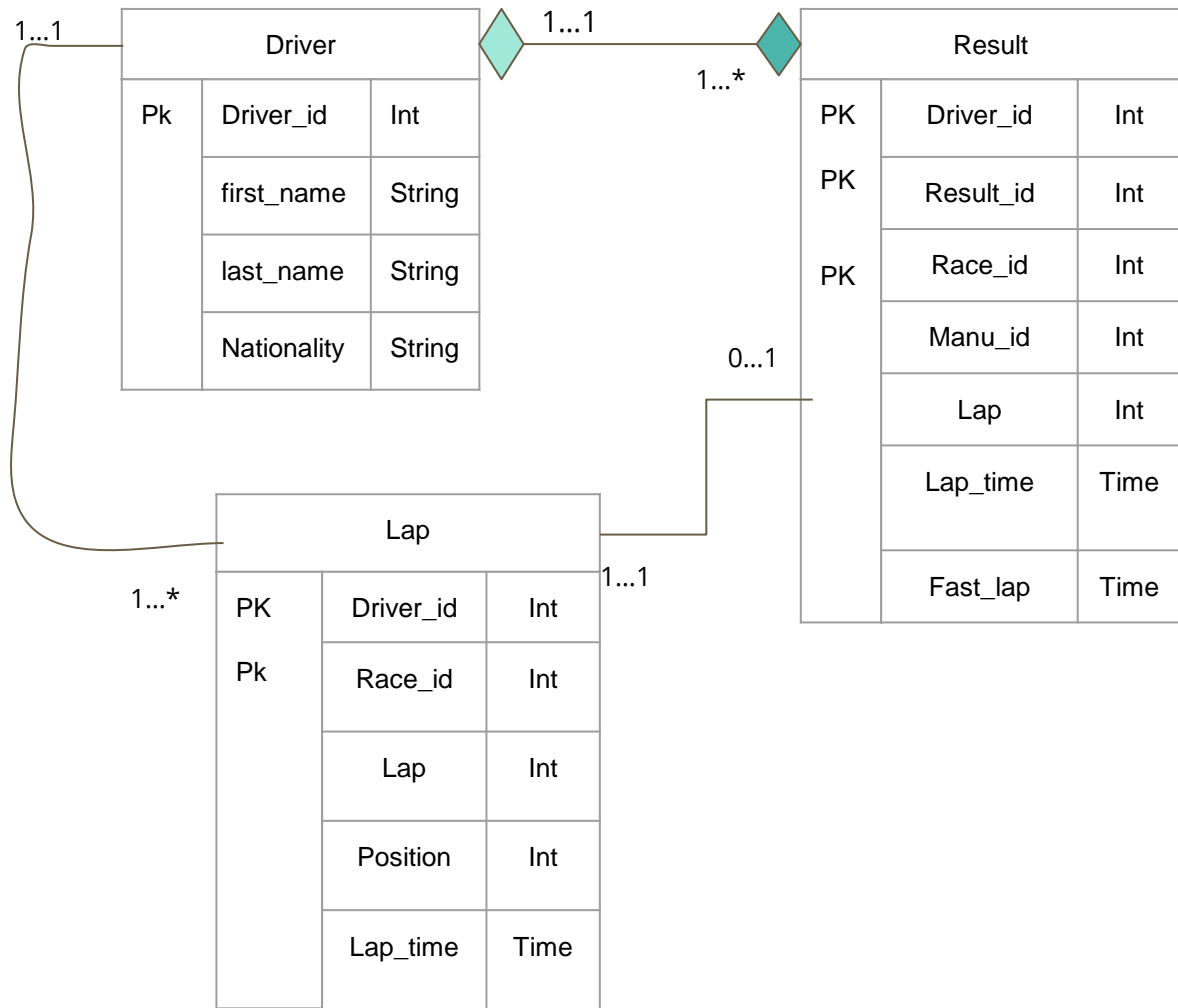 1...1
Driver
Pk Driver_id Int
first_name String
last_name String
Nationality String
1...1
1...*
Result
PK Driver_id Int
PK Result_id Int
PK Race_id Int
Manu_id Int
Lap Int
Lap_time Time
Fast_lap Time
0...1
1...1
1...*
Lap
PK Driver_id Int
Pk Race_id Int
Lap Int
Position Int
Lap_time Time